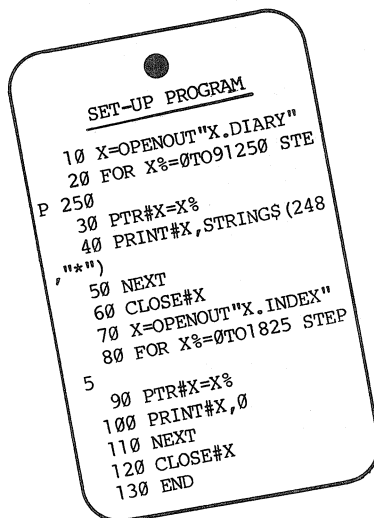 SET-UP PROGRAM
10 X=OPENOUT"X.DIARY"
20 FOR X%=0TO91250 STE
P 250
30 PTR#X=X%
40 PRINT#X,STRING$(248
,"*")
50 NEXT
60 CLOSE#X
70 X=OPENOUT"X.INDEX"
80 FOR X%=0TO1825 STEP
5
90 PTR#X=X%
100 PRINT#X,0
110 NEXT
120 CLOSE#X
130 END